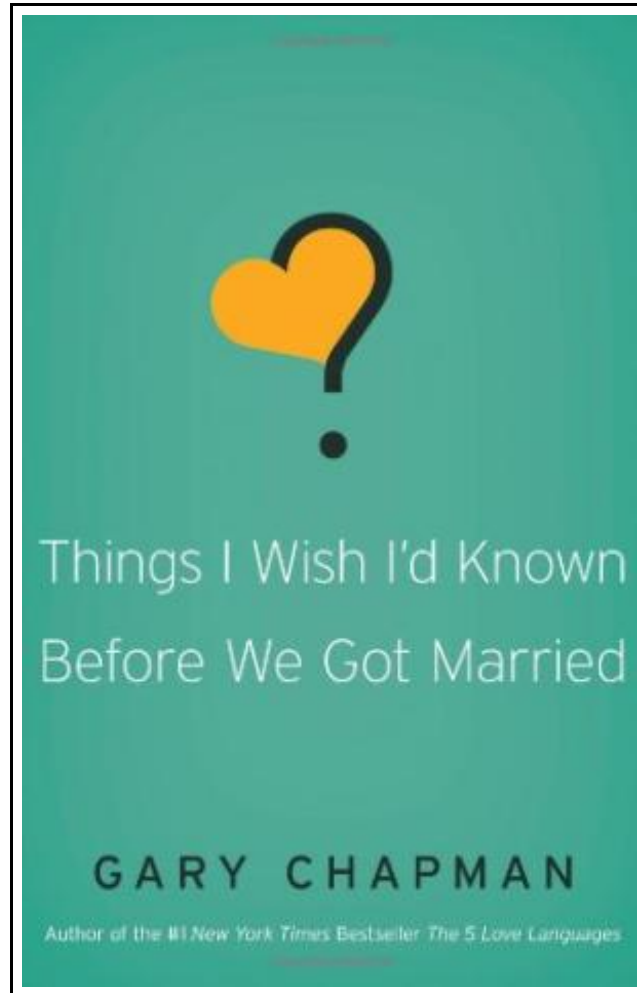 Things I Wish I'd Known
Before We Got Married
GARY CHAPMAN
Author of the #1 New York Times Bestseller The 5 Love Languages